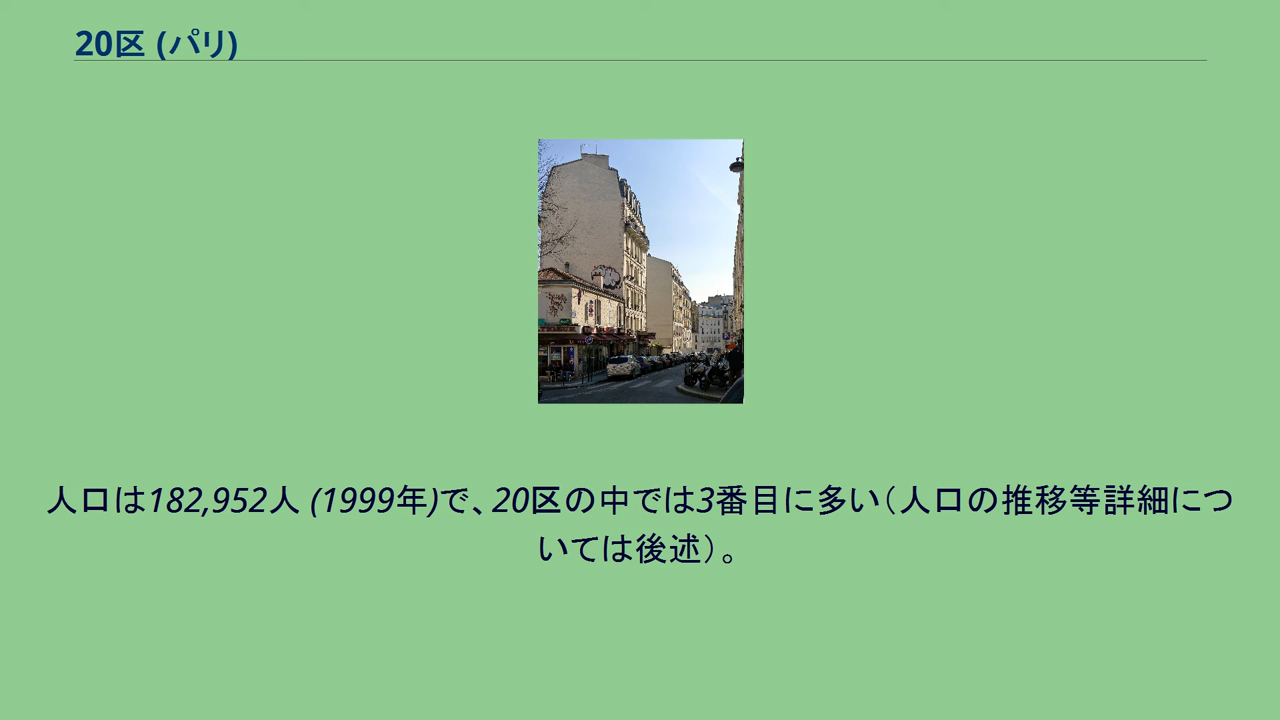 20区 (パリ)
人口は182,952人 (1999年)で、20区の中では3番目に多い（人口の推移等詳細につ
いては後述）。